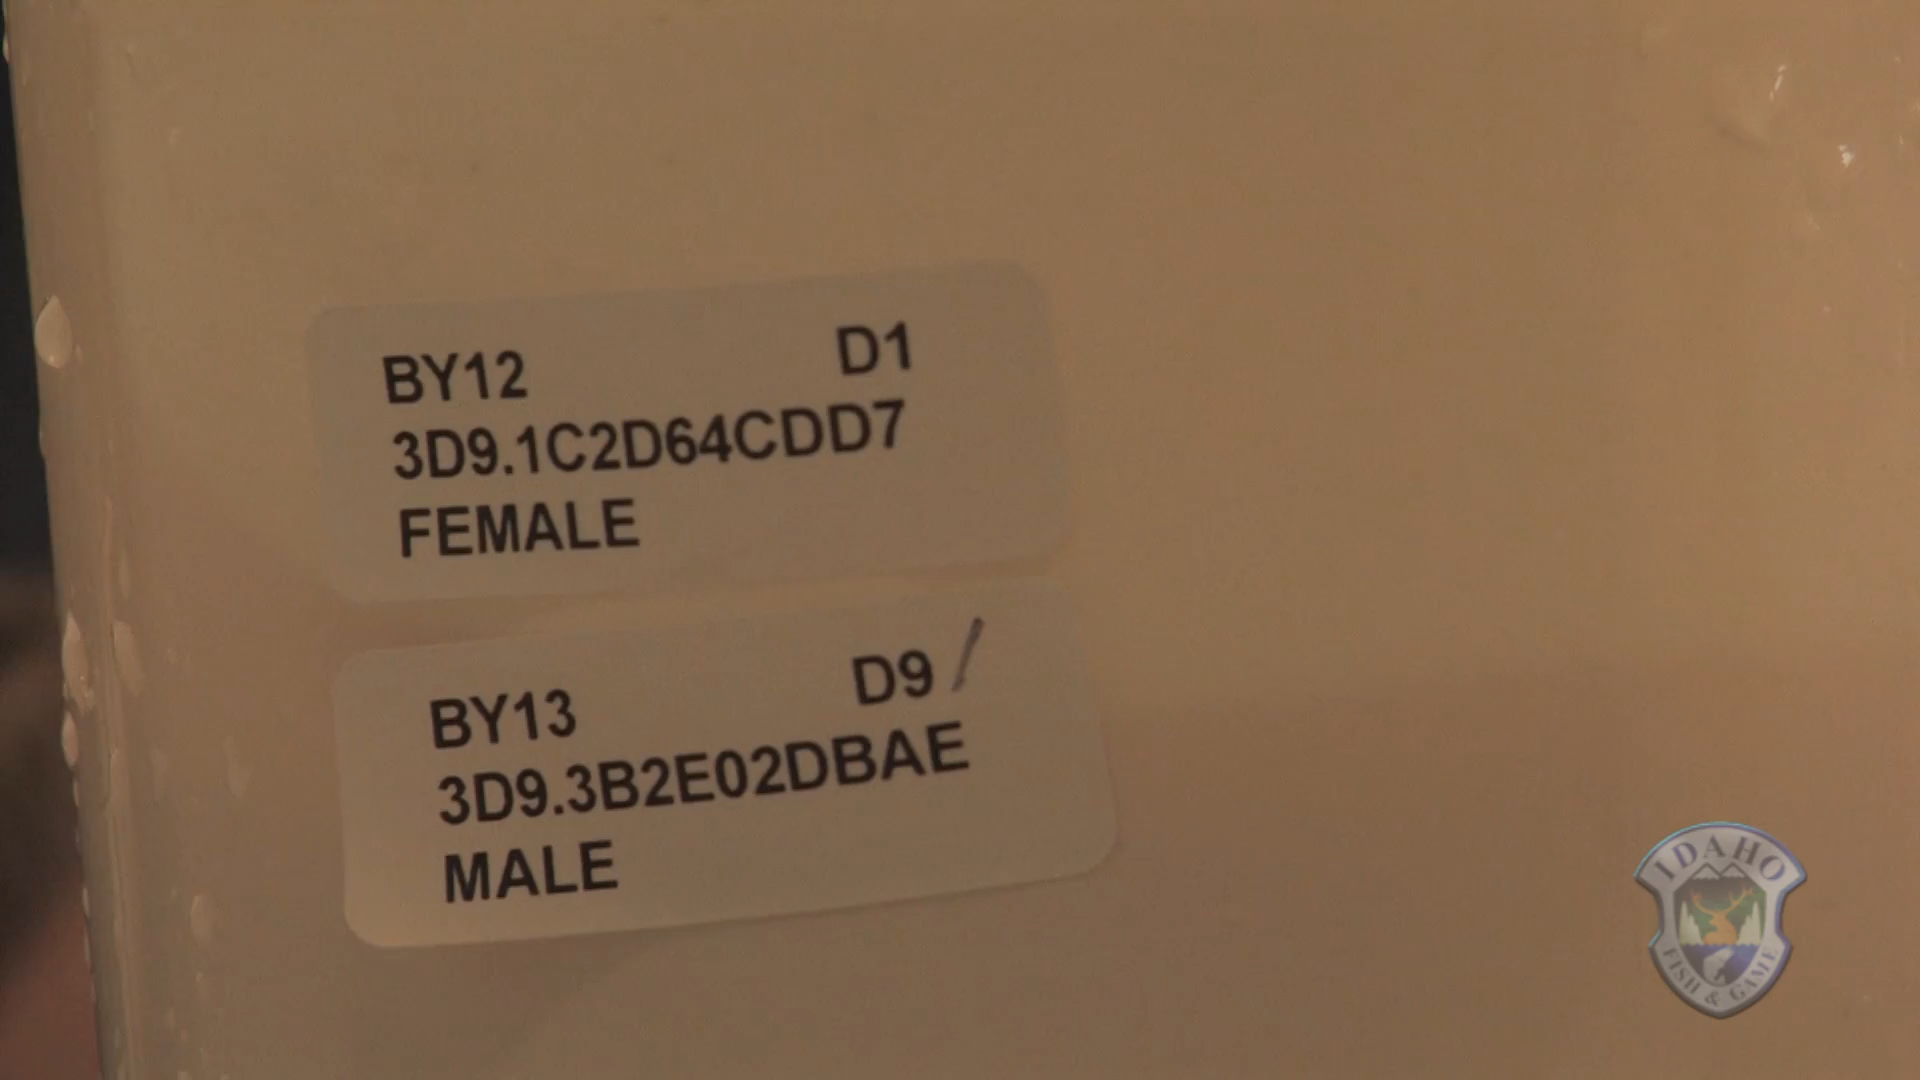 BY12 D1
3D9.1C2D64CDD7
FEMALE
BY13 D9 /
3D9.3B2E02DBAE
MALE
IDAHO
FISH & GAME